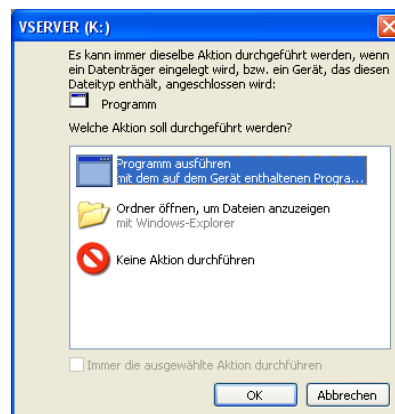 VSERVER (K:)
Es kann immer dieselbe Aktion durchgeführt werden, wenn
ein Datenträger eingelegt wird, bzw. ein Gerät, das diesen
Dateityp enthält, angeschlossen wird:
Programm
Welche Aktion soll durchgeführt werden?
Programm ausführen
mit dem auf dem Gerät enthaltenen Progra...
Ordner öffnen, um Dateien anzuzeigen
mit Windows-Explorer
Keine Aktion durchführen
Immer die ausgewählte Aktion durchführen
OK
Abbrechen